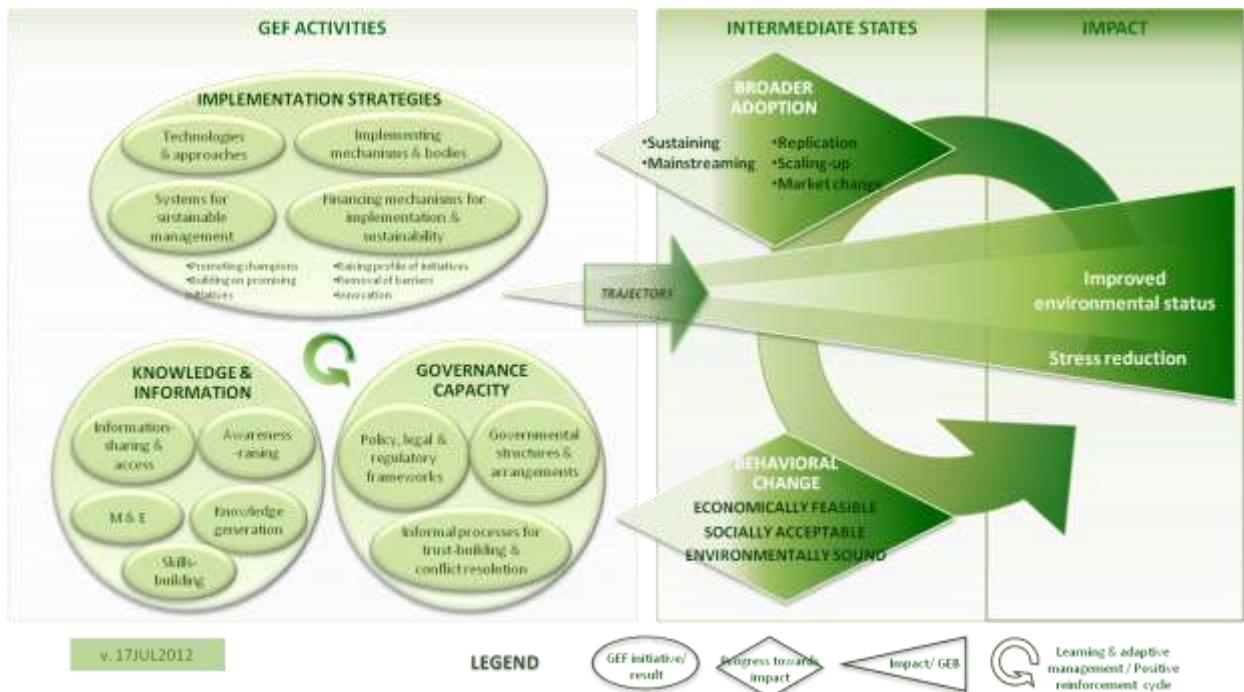 GEF ACTIVITIES
INTERMEDIATE STATES
IMPACT
IMPLEMENTATION STRATEGIES
Technologies
& approaches
Implementing
mechanisms & bodies
Systems for
sustainable
management
Financing mechanisms for
implementation &
sustainability
•Promoting champions
•Building on promising
initiatives
•Raising profile of initiatives
•Removal of barriers
•Innovation
BROADER
ADOPTION
•Sustaining
•Mainstreaming
•Replication
•Scaling-up
•Market change
TRAJECTORY
Improved
environmental status
Stress reduction
KNOWLEDGE &
INFORMATION
Information-
sharing &
access
Awareness
-raising
M & E
Knowledge
generation
Skills-
building
GOVERNANCE
CAPACITY
Policy, legal &
regulatory
frameworks
Governmental
structures &
arrangements
Informal processes for
trust-building &
conflict resolution
BEHAVIORAL
CHANGE
ECONOMICALLY FEASIBLE
SOCIALLY ACCEPTABLE
ENVIRONMENTALLY SOUND
v. 17JUL2012
LEGEND
GEF initiative/
result
Progress towards
impact
Impact/ GEB
Learning & adaptive
management / Positive
reinforcement cycle